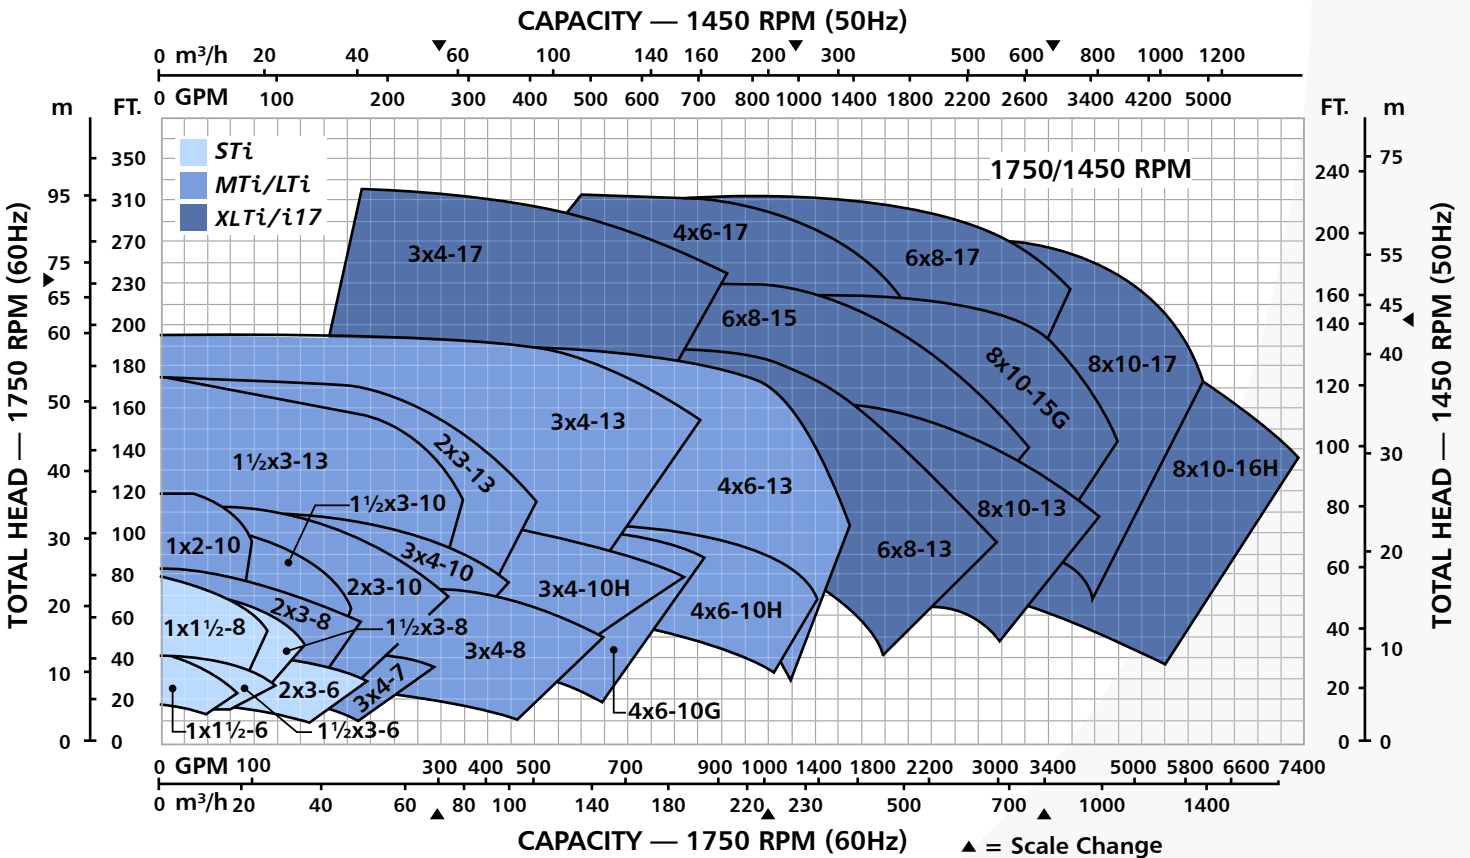 CAPACITY — 1450 RPM (50Hz)
0 m³/h 20 40 60 100 140 160 200 300 500 600 800 1000 1200
0 GPM 100 200 300 400 500 600 700 800 1000 1400 1800 2200 2600 3400 4200 5000
m FT. FT. m
STi
MTi/LTi
XLTi/i17
1750/1450 RPM
TOTAL HEAD — 1750 RPM (60Hz)
95
75
65
60
50
40
30
20
10
0
350
310
270
230
200
180
160
140
120
100
80
60
40
20
0
3x4-17
4x6-17
6x8-17
6x8-15
8x10-15G
8x10-17
3x4-13
2x3-13
1½x3-13
4x6-13
8x10-16H
1½x3-10
8x10-13
1x2-10
3x4-10
6x8-13
2x3-10
3x4-10H
4x6-10H
2x3-8
1x1½-8
1½x3-8
3x4-8
2x3-6
3x4-7
4x6-10G
1x1½-6
1½x3-6
240
200
160
140
120
100
80
60
40
20
0
75
55
45
40
30
20
10
0
TOTAL HEAD — 1450 RPM (50Hz)
0 GPM 100 300 400 500 700 900 1000 1400 1800 2200 3000 3400 5000 5800 6600 7400
0 m³/h 20 40 60 80 100 140 180 220 230 500 700 1000 1400
CAPACITY — 1750 RPM (60Hz)
▲ = Scale Change